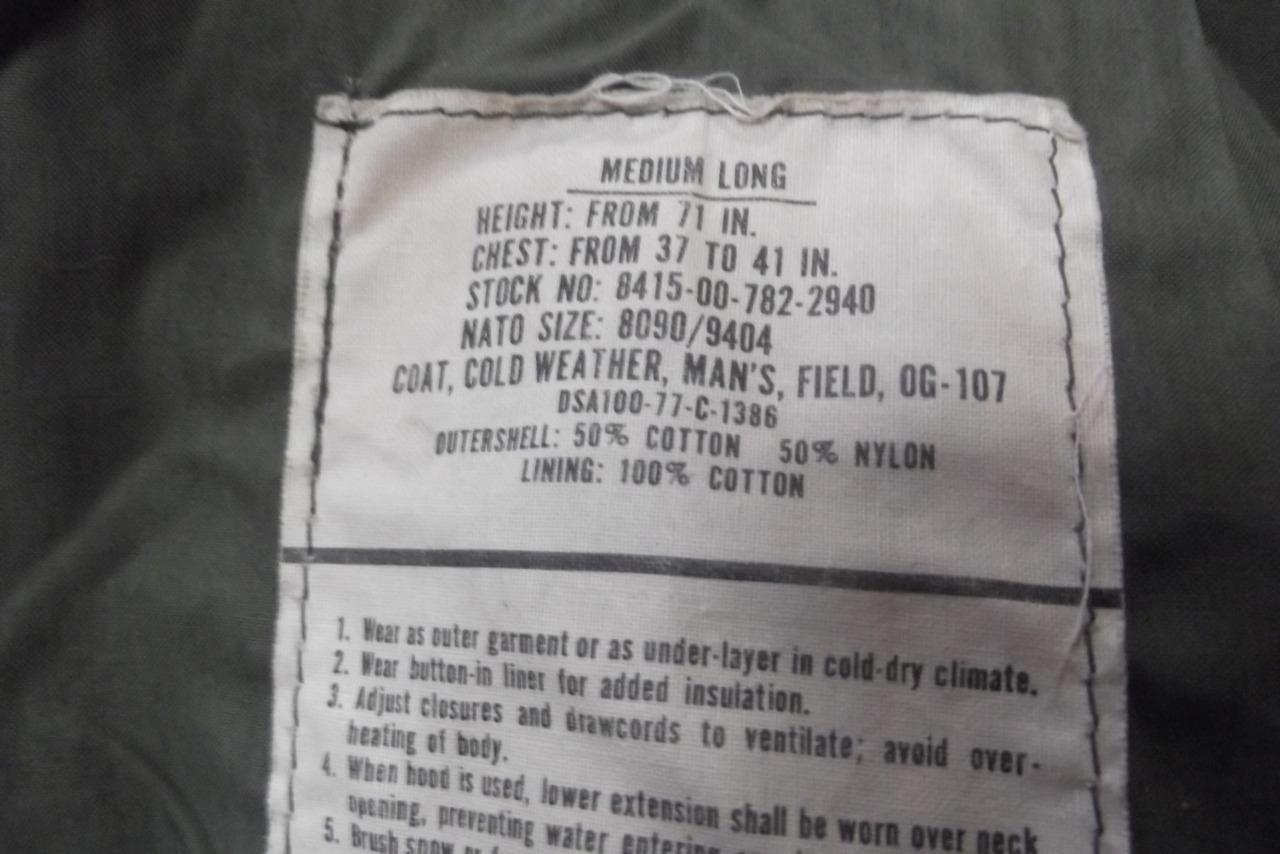 MEDIUM LONG
HEIGHT: FROM 71 IN.
CHEST: FROM 37 TO 41 IN.
STOCK NO: 8415-00-782-2940
NATO SIZE: 8090/9404
COAT, COLD WEATHER, MAN'S, FIELD, OG-107
DSA100-77-C-1386
OUTERSHELL: 50% COTTON 50% NYLON
LINING: 100% COTTON
1. Wear as outer garment or as under-layer in cold-dry climate.
2. Wear button-in liner for added insulation.
3. Adjust closures and drawcords to ventilate; avoid over-
heating of body.
4. When hood is used, lower extension shall be worn over neck
opening, preventing water entering
5. Brush snow